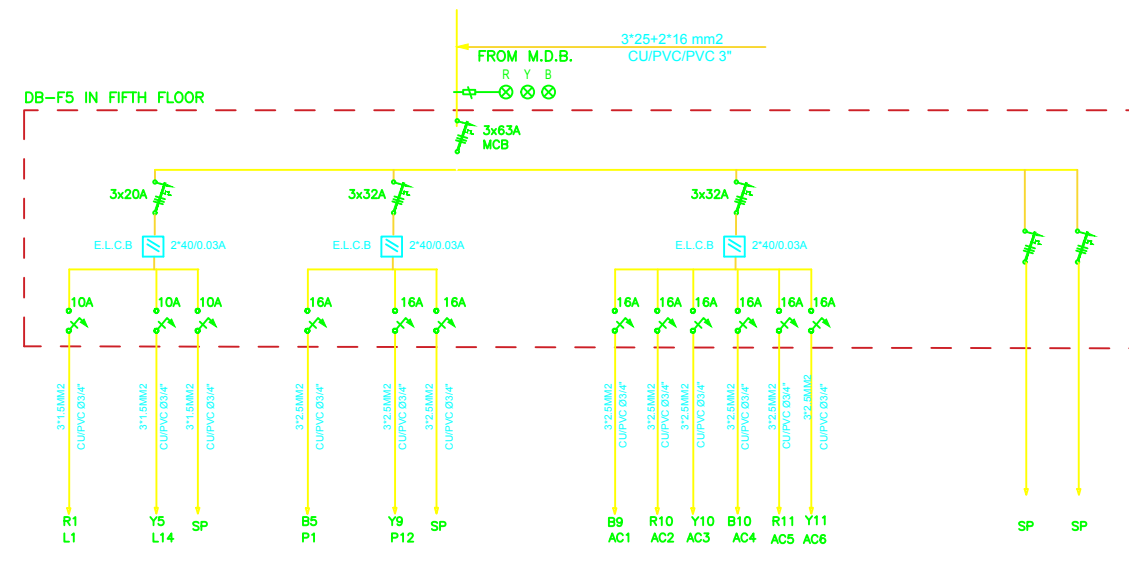 3*25+2*16 mm2
CU/PVC/PVC 3"
FROM M.D.B.
R Y B
DB-F5 IN FIFTH FLOOR
3x63A
MCB
3x20A
3x32A
3x32A
E.L.C.B 2*40/0.03A
E.L.C.B 2*40/0.03A
E.L.C.B 2*40/0.03A
10A 10A 10A
16A 16A 16A
16A 16A 16A 16A 16A 16A
3*1.5MM2
CU/PVC Ø3/4"
3*1.5MM2
CU/PVC Ø3/4"
3*1.5MM2
CU/PVC Ø3/4"
3*2.5MM2
CU/PVC Ø3/4"
3*2.5MM2
CU/PVC Ø3/4"
3*2.5MM2
CU/PVC Ø3/4"
3*2.5MM2
CU/PVC Ø3/4"
3*2.5MM2
CU/PVC Ø3/4"
3*2.5MM2
CU/PVC Ø3/4"
3*2.5MM2
CU/PVC Ø3/4"
3*2.5MM2
CU/PVC Ø3/4"
3*2.5MM2
CU/PVC Ø3/4"
R1
L1
Y5
L14
SP
B5
P1
Y9
P12
SP
B9
AC1
R10
AC2
Y10
AC3
B10
AC4
R11
AC5
Y11
AC6
SP
SP